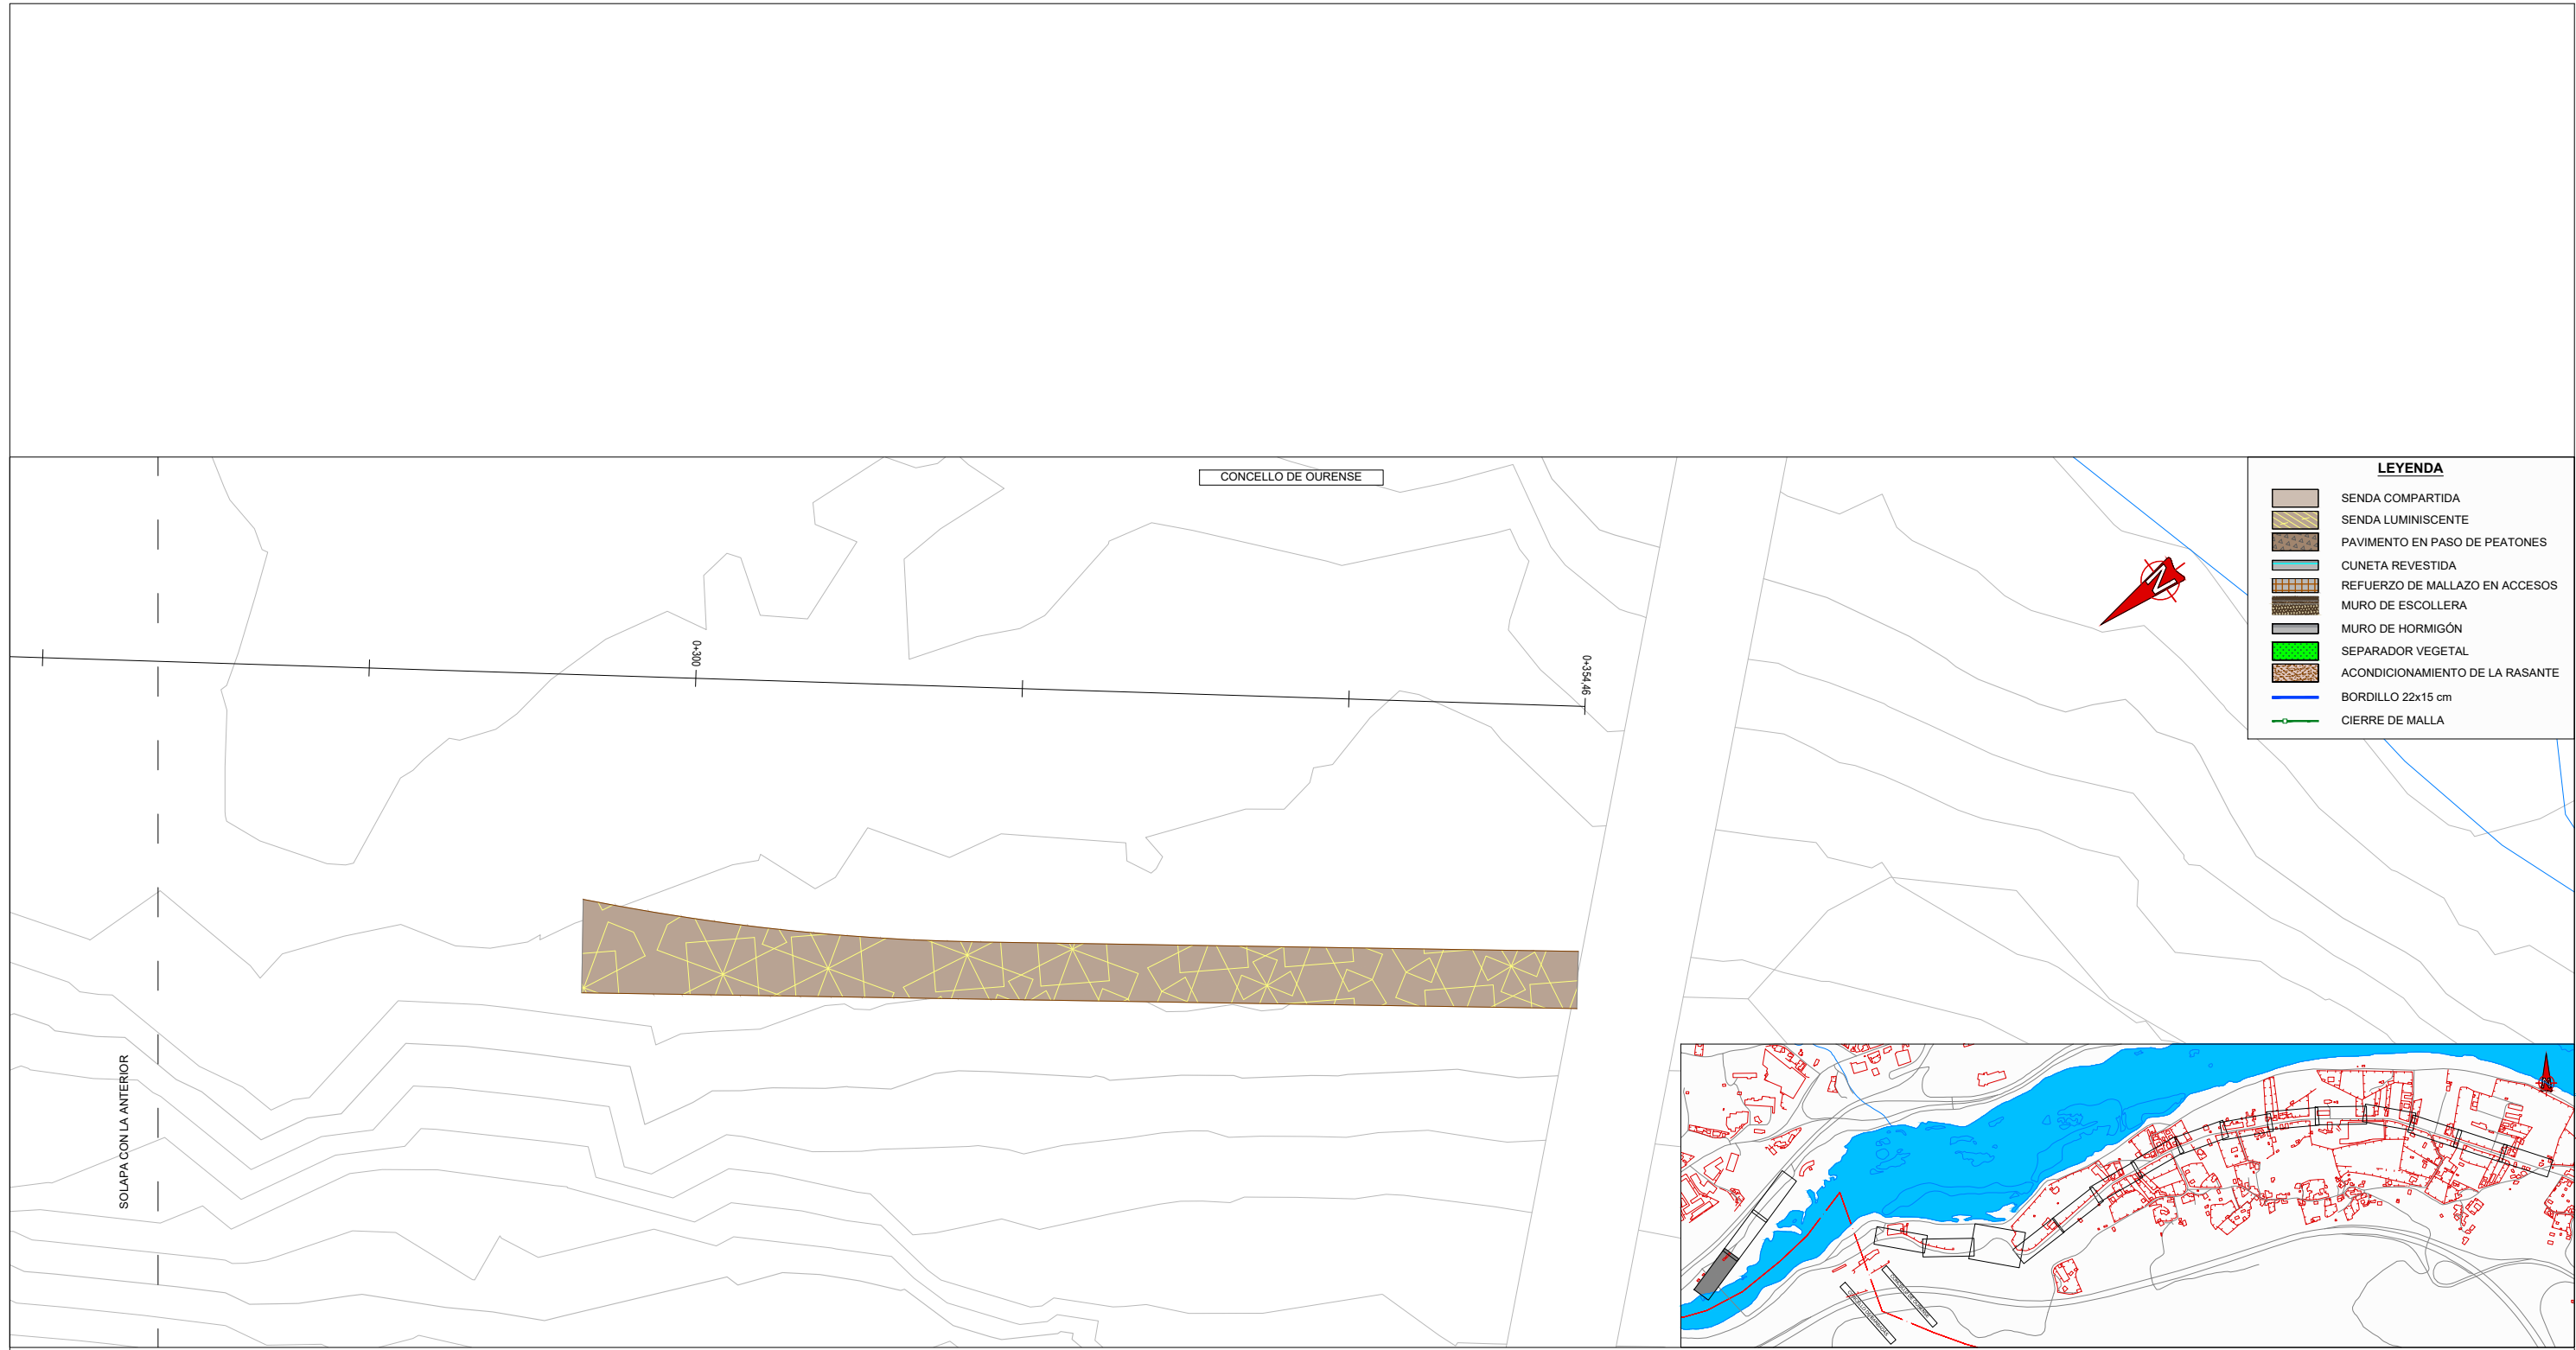 CONCELLO DE OURENSE
LEYENDA
SENDA COMPARTIDA
SENDA LUMINISCENTE
PAVIMENTO EN PASO DE PEATONES
CUNETA REVESTIDA
REFUERZO DE MALLAZO EN ACCESOS
MURO DE ESCOLLERA
MURO DE HORMIGÓN
SEPARADOR VEGETAL
ACONDICIONAMIENTO DE LA RASANTE
BORDILLO 22x15 cm
CIERRE DE MALLA
N
0+300
0+354.46
SOLAPA CON LA ANTERIOR